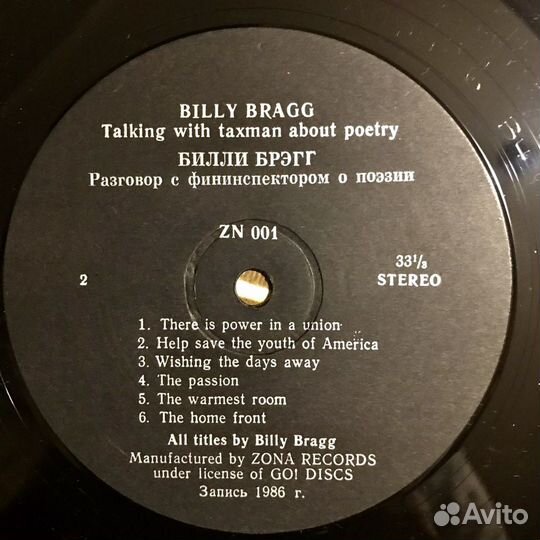 BILLY BRAGG
Talking with taxman about poetry
БИЛЛИ БРЭГГ
Разговор с фининспектором о поэзии
ZN 001
2
33 1/3
STEREO
1. There is power in a union
2. Help save the youth of America
3. Wishing the days away
4. The passion
5. The warmest room
6. The home front
All titles by Billy Bragg
Manufactured by ZONA RECORDS
under license of GO! DISCS
Запись 1986 г.
Avito